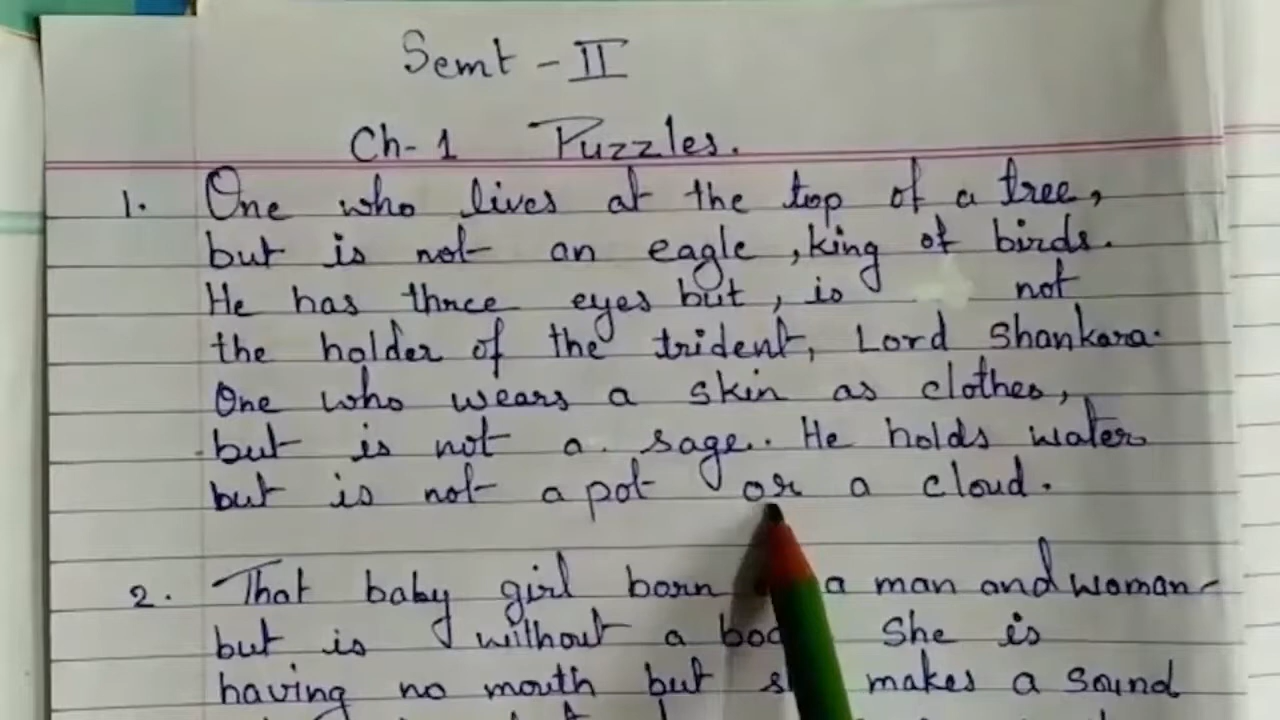 Semt - II
Ch- 1 Puzzles.
1. One who lives at the top of a tree,
but is not an eagle , king of birds.
He has three eyes but , is not
the holder of the trident, Lord Shankara.
One who wears a skin as clothes,
but is not a. sage.. He holds water
but is not a pot or a cloud.
2. That baby girl born a man and woman-
but is without a She is
having no mouth but makes a sound